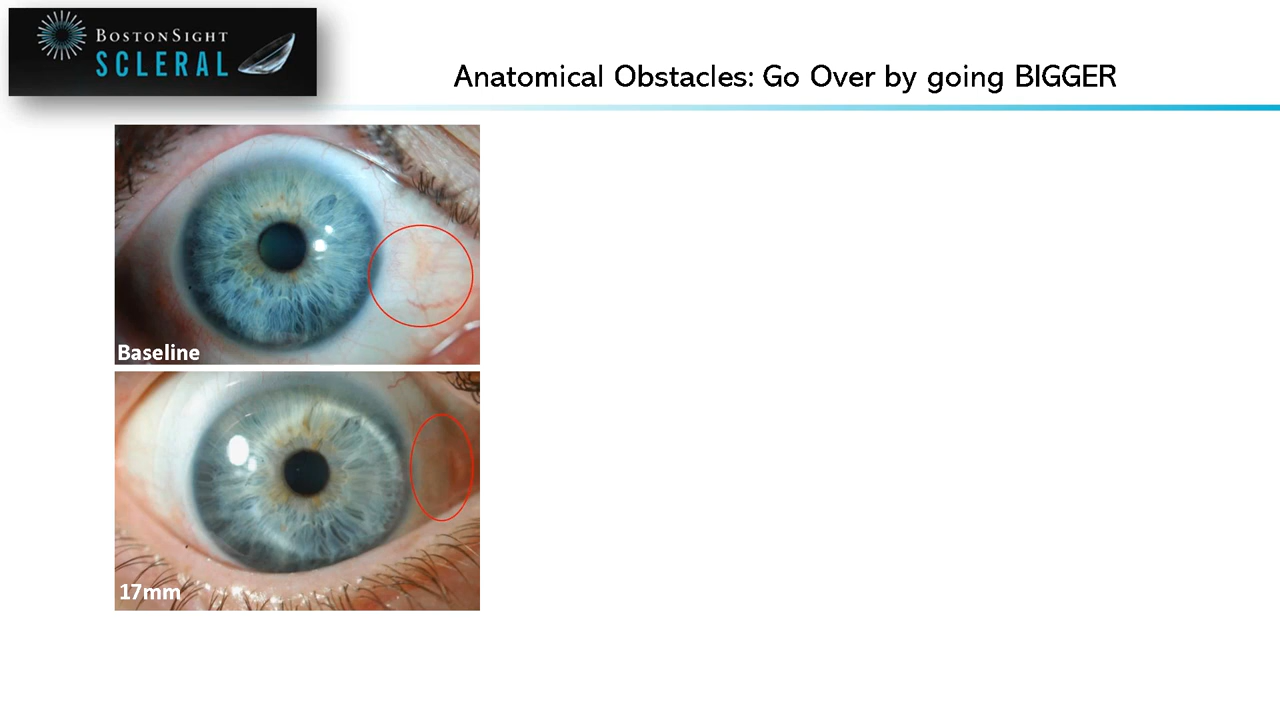 BOSTONSIGHT
SCLERAL
Anatomical Obstacles: Go Over by going BIGGER
Baseline
17mm